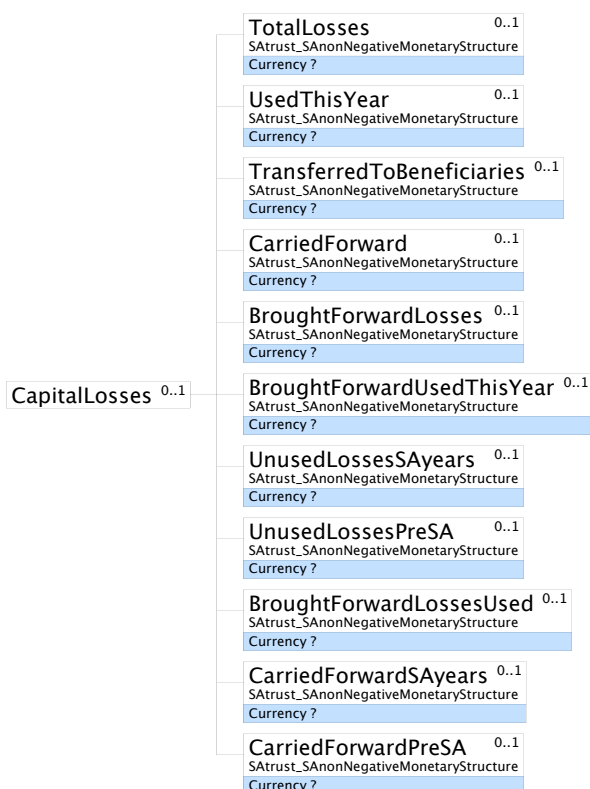 TotalLosses 0..1
SAtrust_SAnonNegativeMonetaryStructure
Currency ?
UsedThisYear 0..1
SAtrust_SAnonNegativeMonetaryStructure
Currency ?
TransferredToBeneficiaries 0..1
SAtrust_SAnonNegativeMonetaryStructure
Currency ?
CarriedForward 0..1
SAtrust_SAnonNegativeMonetaryStructure
Currency ?
BroughtForwardLosses 0..1
SAtrust_SAnonNegativeMonetaryStructure
Currency ?
CapitalLosses 0..1
BroughtForwardUsedThisYear 0..1
SAtrust_SAnonNegativeMonetaryStructure
Currency ?
UnusedLossesSAyears 0..1
SAtrust_SAnonNegativeMonetaryStructure
Currency ?
UnusedLossesPreSA 0..1
SAtrust_SAnonNegativeMonetaryStructure
Currency ?
BroughtForwardLossesUsed 0..1
SAtrust_SAnonNegativeMonetaryStructure
Currency ?
CarriedForwardSAyears 0..1
SAtrust_SAnonNegativeMonetaryStructure
Currency ?
CarriedForwardPreSA 0..1
SAtrust_SAnonNegativeMonetaryStructure
Currency ?